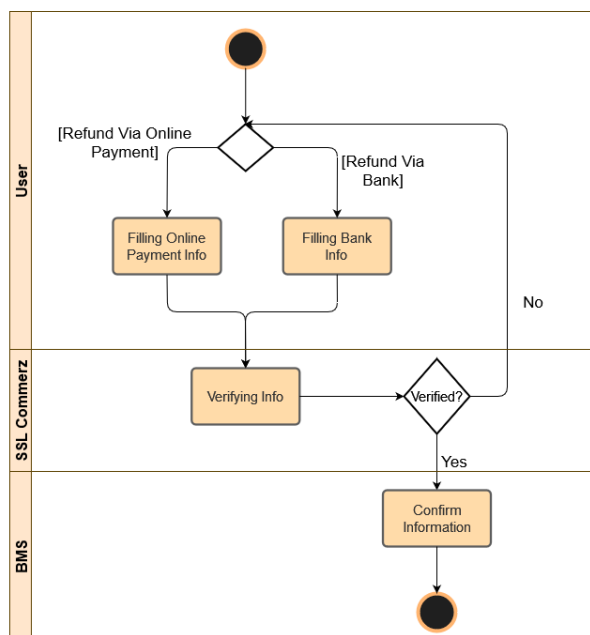 User
[Refund Via Online
Payment]
[Refund Via
Bank]
Filling Online
Payment Info
Filling Bank
Info
No
SSL Commerz
Verifying Info
Verified?
Yes
BMS
Confirm
Information